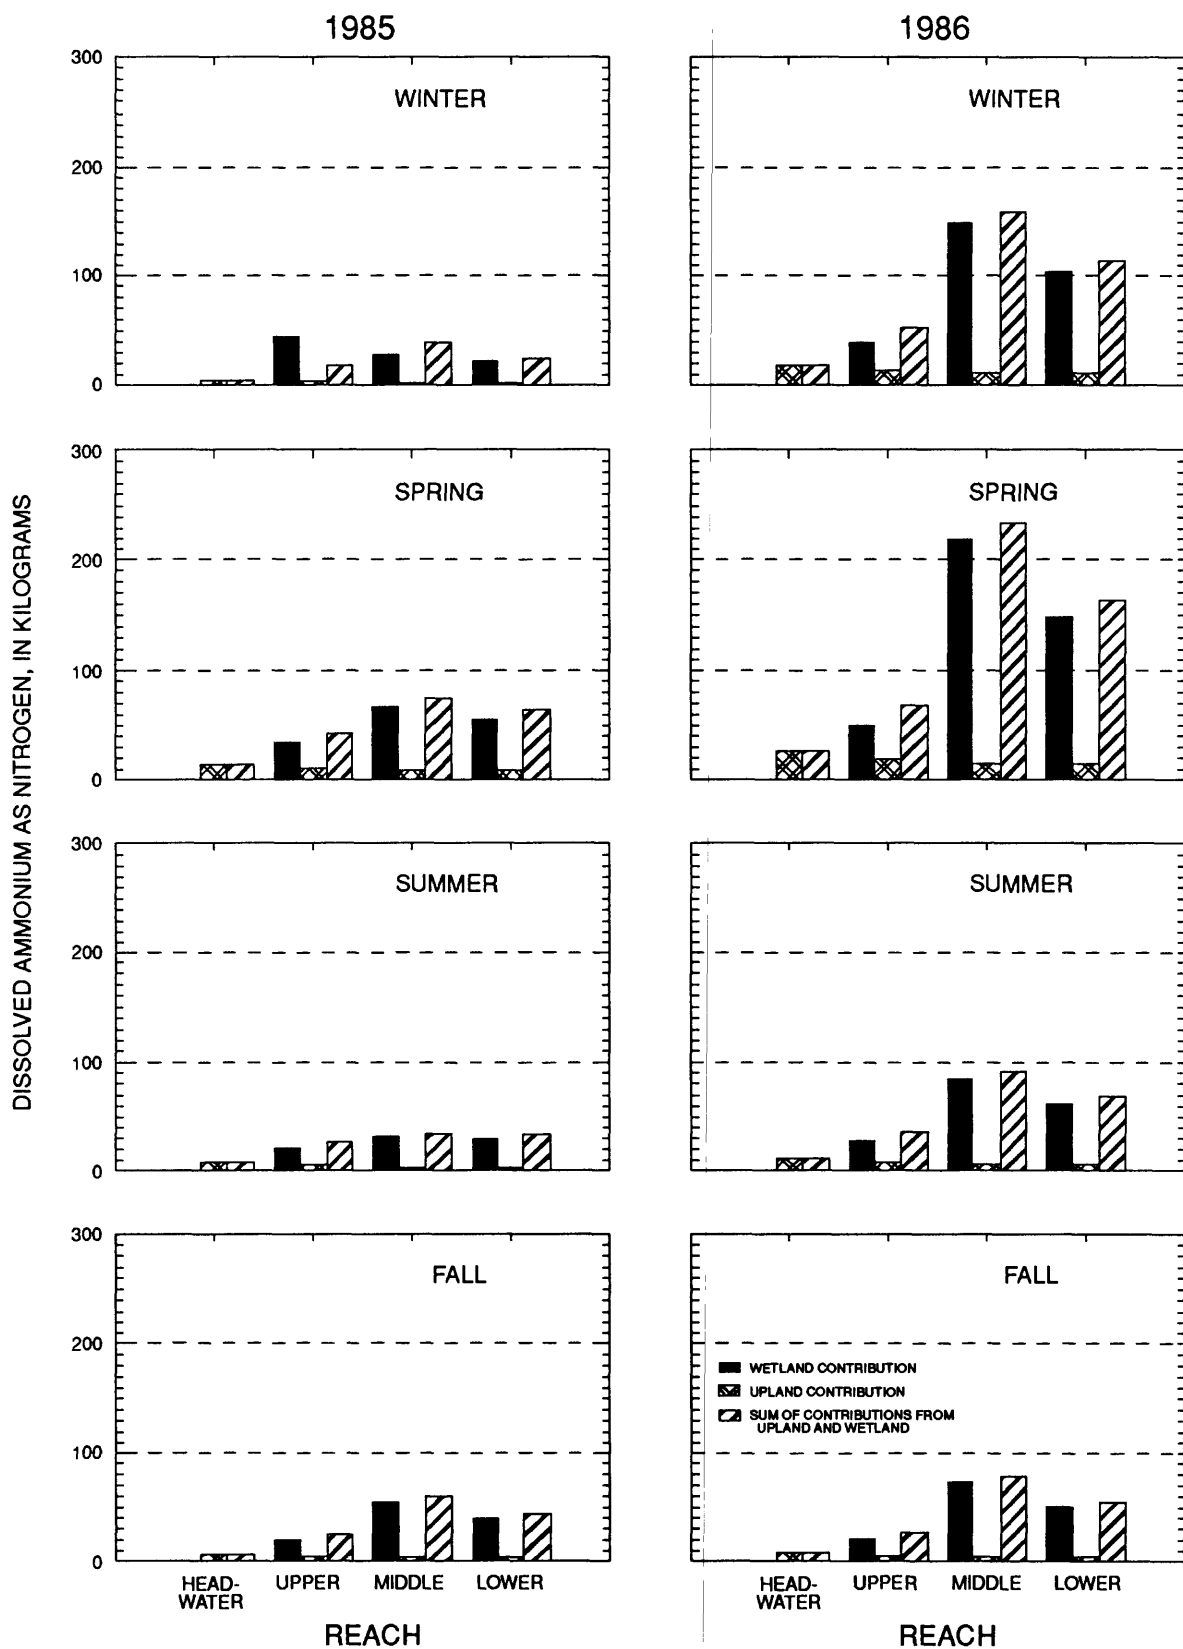 1985
1986
300
200
100
0
WINTER
WINTER
300
200
100
0
SPRING
SPRING
DISSOLVED AMMONIUM AS NITROGEN, IN KILOGRAMS
300
200
100
0
SUMMER
SUMMER
300
200
100
0
FALL
FALL
WETLAND CONTRIBUTION
UPLAND CONTRIBUTION
SUM OF CONTRIBUTIONS FROM
UPLAND AND WETLAND
HEAD-
WATER
UPPER
MIDDLE
LOWER
HEAD-
WATER
UPPER
MIDDLE
LOWER
REACH
REACH